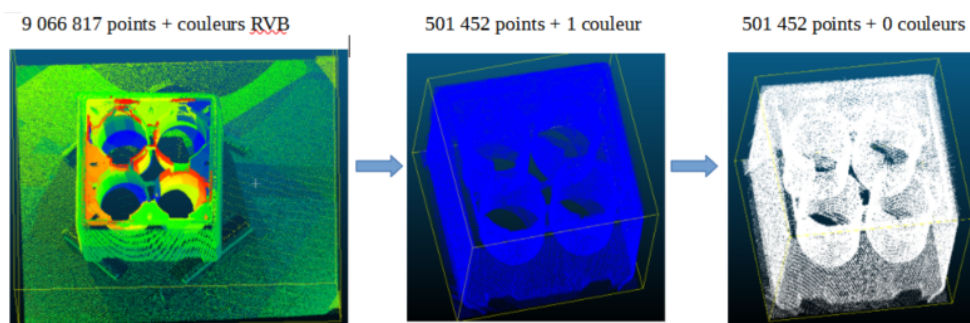 9 066 817 points + couleurs RVB
501 452 points + 1 couleur
501 452 points + 0 couleurs